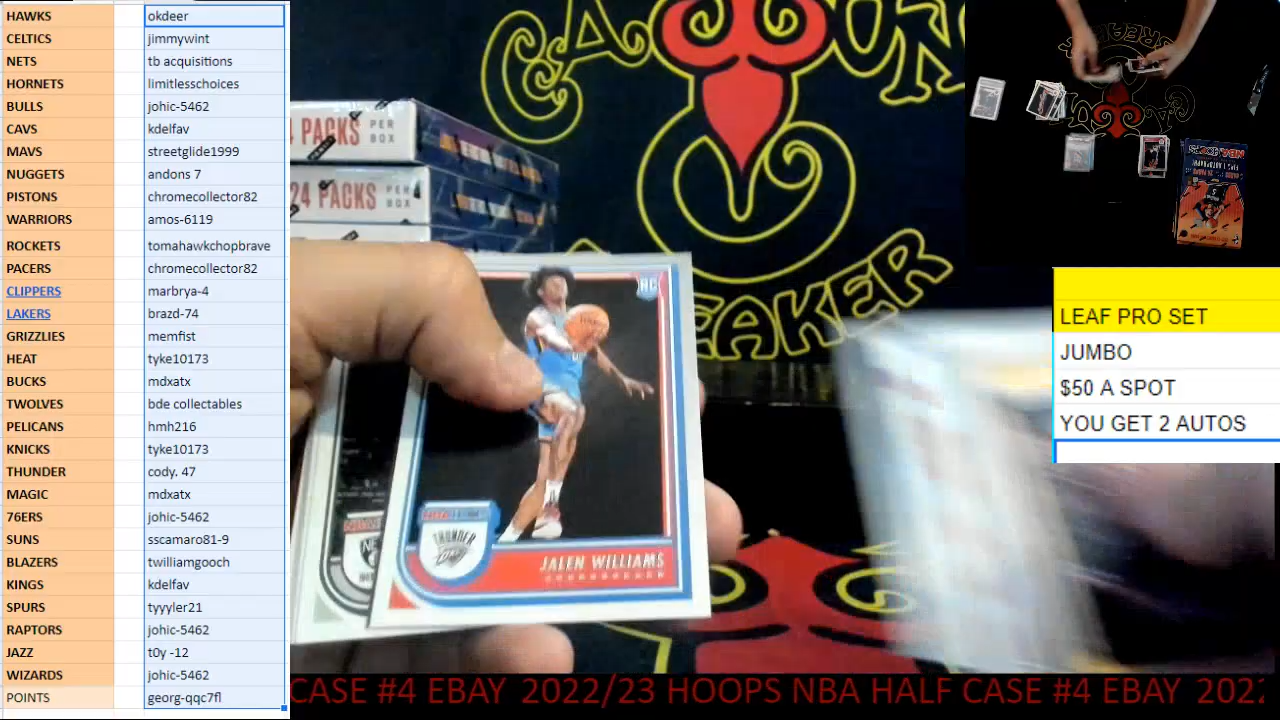 HAWKS okdeer
CELTICS jimmywint
NETS tb acquisitions
HORNETS limitlesschoices
BULLS johic-5462
CAVS kdelfav
MAVS streetglide1999
NUGGETS andons 7
PISTONS chromecollector82
WARRIORS amos-6119
ROCKETS tomahawkchopbrave
PACERS chromecollector82
CLIPPERS marbrya-4
LAKERS brazd-74
GRIZZLIES memfist
HEAT tyke10173
BUCKS mdxatx
TWOLVES bde collectables
PELICANS hmh216
KNICKS tyke10173
THUNDER cody. 47
MAGIC mdxatx
76ERS johic-5462
SUNS sscamaro81-9
BLAZERS twilliamgooch
KINGS kdelfav
SPURS tyyyler21
RAPTORS johic-5462
JAZZ t0y -12
WIZARDS johic-5462
POINTS georg-qqc7fl
PACKS PER BOX
24 PACKS PER BOX
RC
THUNDER
JALEN WILLIAMS
EAKER
LEAF PRO SET
JUMBO
$50 A SPOT
YOU GET 2 AUTOS
CASE #4 EBAY 2022/23 HOOPS NBA HALF CASE #4 EBAY 2022